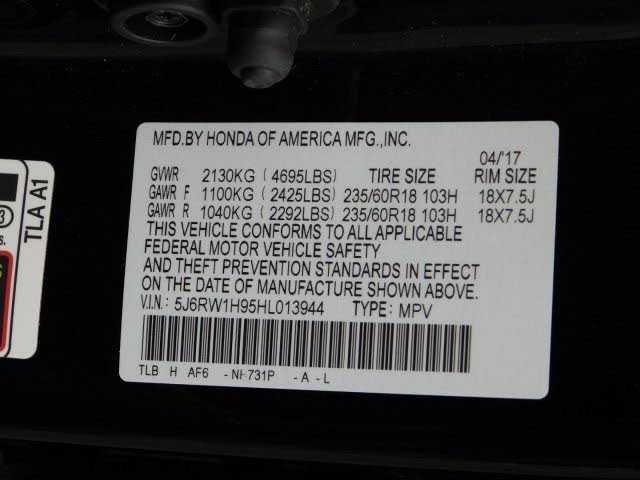 MFD.BY HONDA OF AMERICA MFG.,INC.
04/'17
GVWR 2130KG ( 4695LBS) TIRE SIZE RIM SIZE
GAWR F 1100KG ( 2425LBS) 235/60R18 103H 18X7.5J
GAWR R 1040KG ( 2292LBS) 235/60R18 103H 18X7.5J
THIS VEHICLE CONFORMS TO ALL APPLICABLE
FEDERAL MOTOR VEHICLE SAFETY
AND THEFT PREVENTION STANDARDS IN EFFECT
ON THE DATE OF MANUFACTURE SHOWN ABOVE.
V.I.N.: 5J6RW1H95HL013944 TYPE: MPV
TLB H AF6 -NH731P -A-L
TLA A1